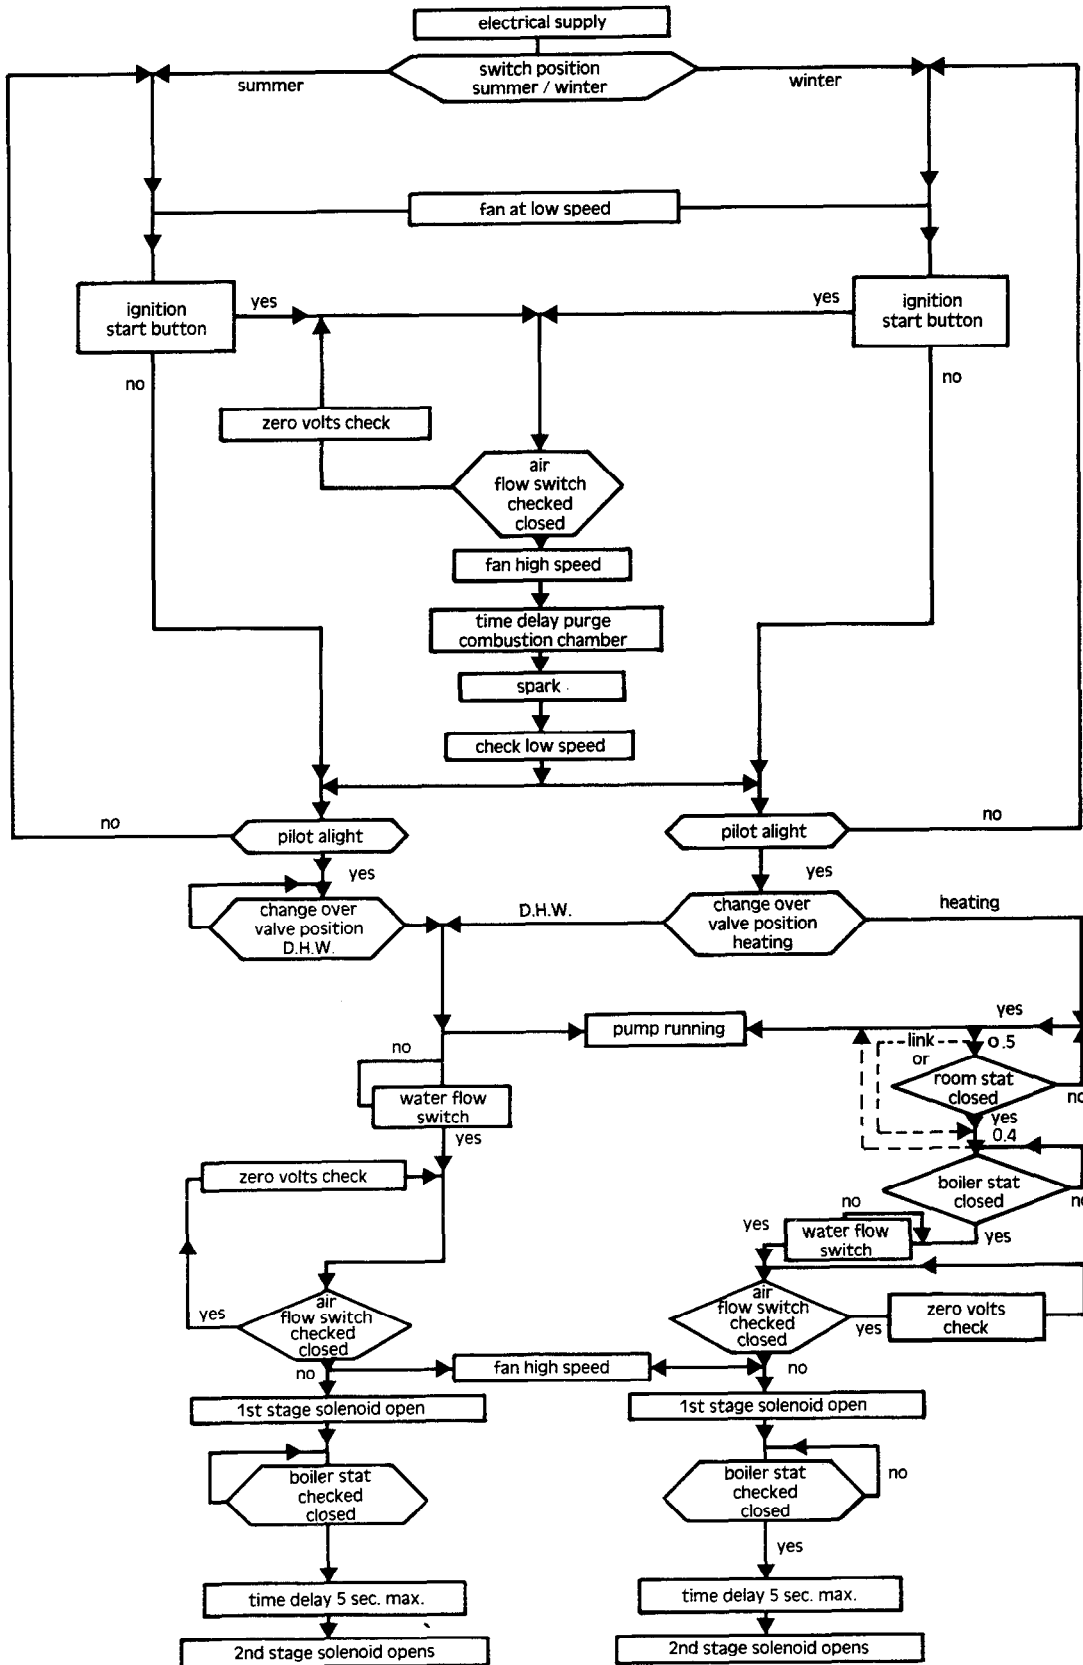 electrical supply
switch position
summer / winter
summer
winter
fan at low speed
ignition
start button
yes
yes
ignition
start button
no
no
zero volts check
air
flow switch
checked
closed
fan high speed
time delay purge
combustion chamber
spark
check low speed
no
pilot alight
pilot alight
no
yes
yes
change over
valve position
D.H.W.
D.H.W.
change over
valve position
heating
heating
yes
pump running
link
or
0.5
no
room stat
closed
no
water flow
switch
yes
yes
0.4
zero volts check
boiler stat
closed
no
no
yes
water flow
switch
yes
yes
air
flow switch
checked
closed
air
flow switch
checked
closed
yes
zero volts
check
no
fan high speed
no
1st stage solenoid open
1st stage solenoid open
boiler stat
checked
closed
boiler stat
checked
closed
no
yes
time delay 5 sec. max.
time delay 5 sec. max.
2nd stage solenoid opens
2nd stage solenoid opens